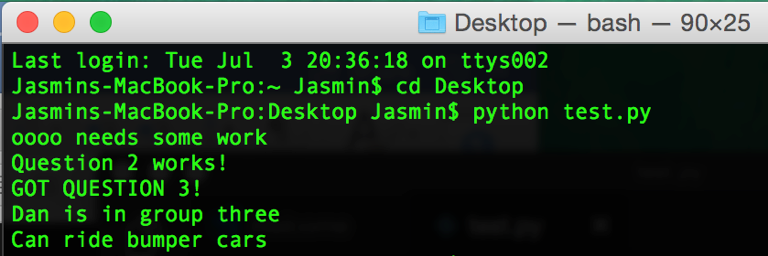 Desktop — bash — 90×25
Last login: Tue Jul  3 20:36:18 on ttys002
Jasmins-MacBook-Pro:~ Jasmin$ cd Desktop
Jasmins-MacBook-Pro:Desktop Jasmin$ python test.py
oooo needs some work
Question 2 works!
GOT QUESTION 3!
Dan is in group three
Can ride bumper cars
test.py